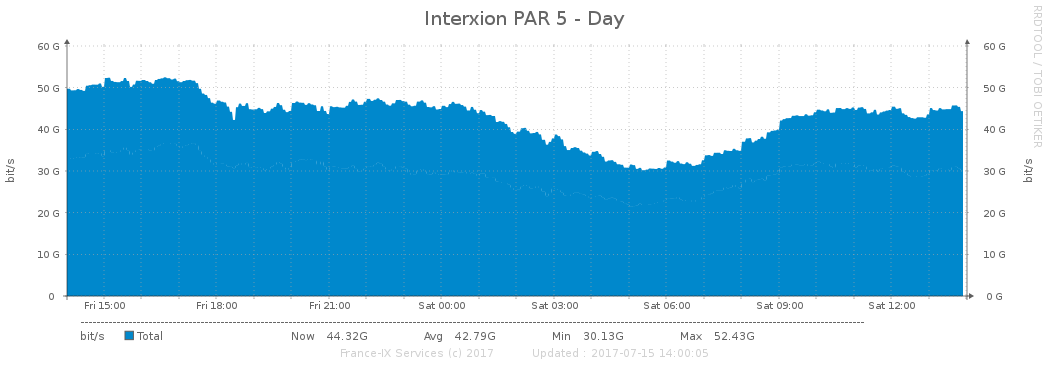 Interxion PAR 5 - Day
RRDTOOL / TOBI OETIKER
bit/s
60 G
50 G
40 G
30 G
20 G
10 G
0
60 G
50 G
40 G
30 G
20 G
10 G
0 G
bit/s
Fri 15:00 Fri 18:00 Fri 21:00 Sat 00:00 Sat 03:00 Sat 06:00 Sat 09:00 Sat 12:00
bit/s Total Now 44.32G Avg 42.79G Min 30.13G Max 52.43G
France-IX Services (c) 2017 Updated : 2017-07-15 14:00:05